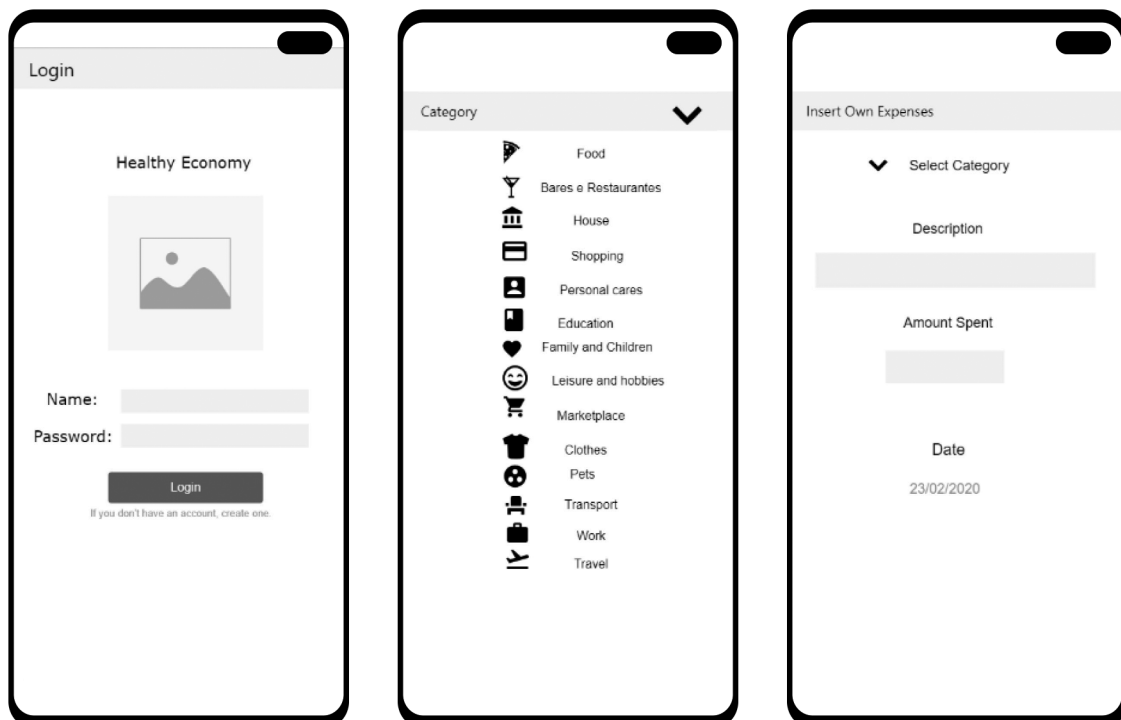 Login
Healthy Economy
Name:
Password:
Login
If you don't have an account, create one.
Category
Food
Bares e Restaurantes
House
Shopping
Personal cares
Education
Family and Children
Leisure and hobbies
Marketplace
Clothes
Pets
Transport
Work
Travel
Insert Own Expenses
Select Category
Description
Amount Spent
Date
23/02/2020